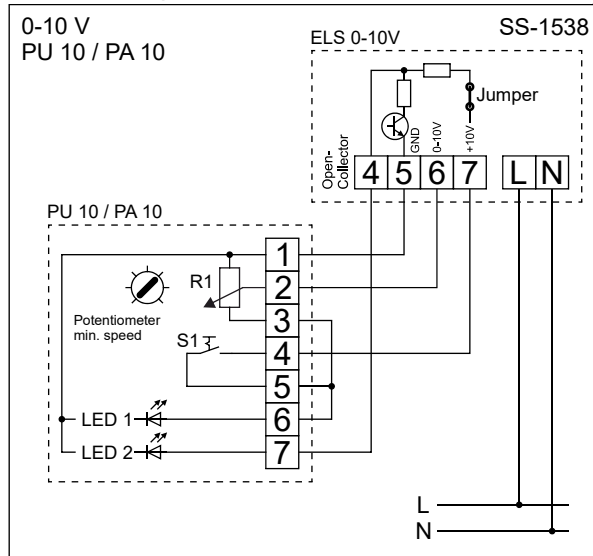 0-10 V
SS-1538
PU 10 / PA 10
ELS 0-10V
Jumper
GND
0-10V
+10V
Open-
Collector
4 5 6 7 L N
PU 10 / PA 10
1
R1
2
Potentiometer
min. speed
3
S1
4
5
LED 1
6
LED 2
7
L
N